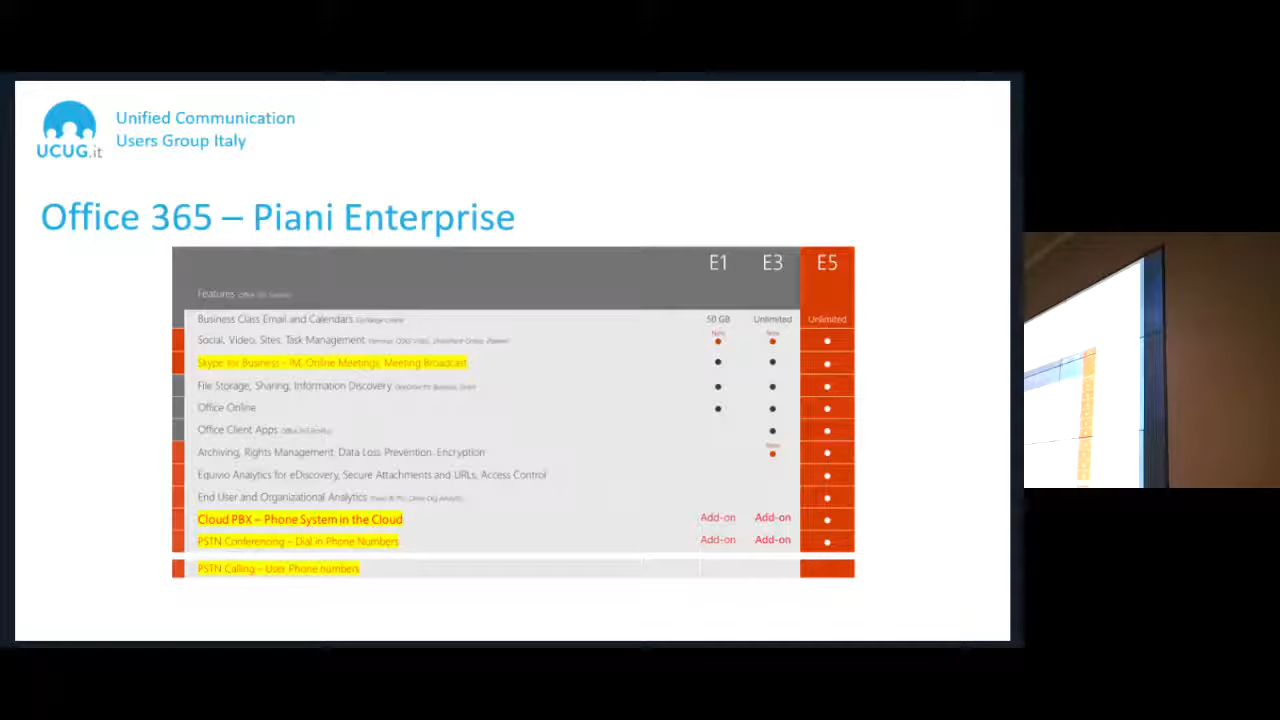 Unified Communication
Users Group Italy
UCUG.it
Office 365 – Piani Enterprise
E1 E3 E5
Features
Business Class Email and Calendars 50 GB Unlimited Unlimited
New New
Social, Video, Sites, Task Management
Skype for Business – IM, Online Meetings, Meeting Broadcast
File Storage, Sharing, Information Discovery
Office Online
Office Client Apps
New
Archiving, Rights Management, Data Loss Prevention, Encryption
Equivio Analytics for eDiscovery, Secure Attachments and URLs, Access Control
End User and Organizational Analytics
Cloud PBX – Phone System in the Cloud Add-on Add-on
PSTN Conferencing – Dial in Phone Numbers Add-on Add-on
PSTN Calling – User Phone numbers